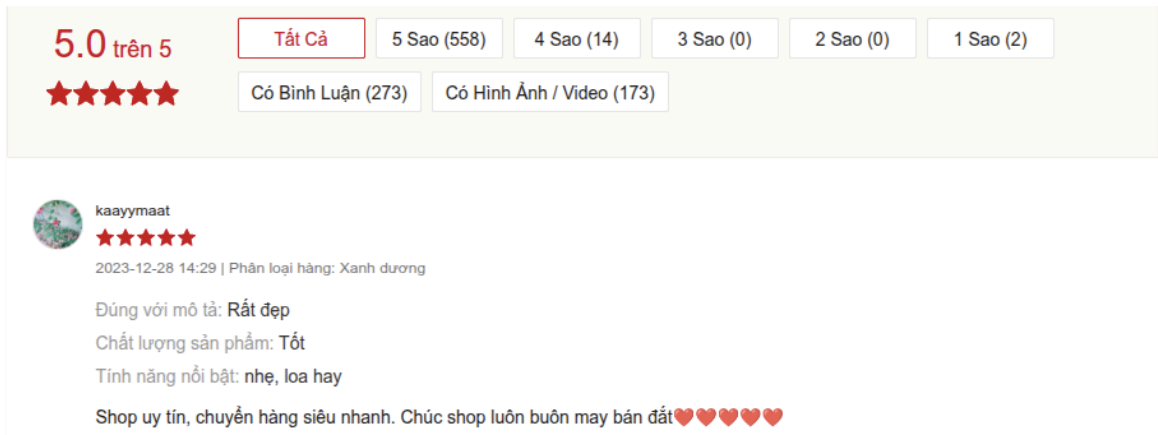 5.0 trên 5
Tất Cả 5 Sao (558) 4 Sao (14) 3 Sao (0) 2 Sao (0) 1 Sao (2)
Có Bình Luận (273) Có Hình Ảnh / Video (173)
kaayymaat
2023-12-28 14:29 | Phân loại hàng: Xanh dương
Đúng với mô tả: Rất đẹp
Chất lượng sản phẩm: Tốt
Tính năng nổi bật: nhẹ, loa hay
Shop uy tín, chuyển hàng siêu nhanh. Chúc shop luôn buôn may bán đắt❤️❤️❤️❤️❤️